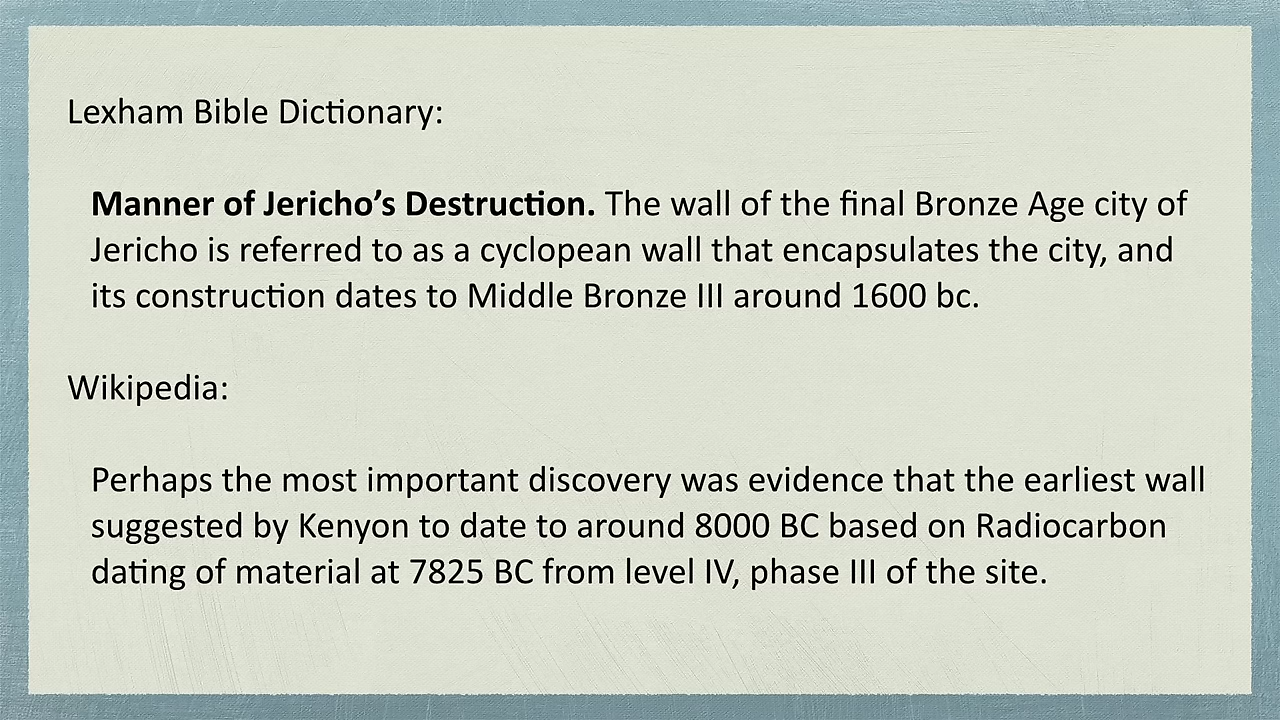 Lexham Bible Dictionary:
Manner of Jericho’s Destruction. The wall of the final Bronze Age city of
Jericho is referred to as a cyclopean wall that encapsulates the city, and
its construction dates to Middle Bronze III around 1600 bc.
Wikipedia:
Perhaps the most important discovery was evidence that the earliest wall
suggested by Kenyon to date to around 8000 BC based on Radiocarbon
dating of material at 7825 BC from level IV, phase III of the site.